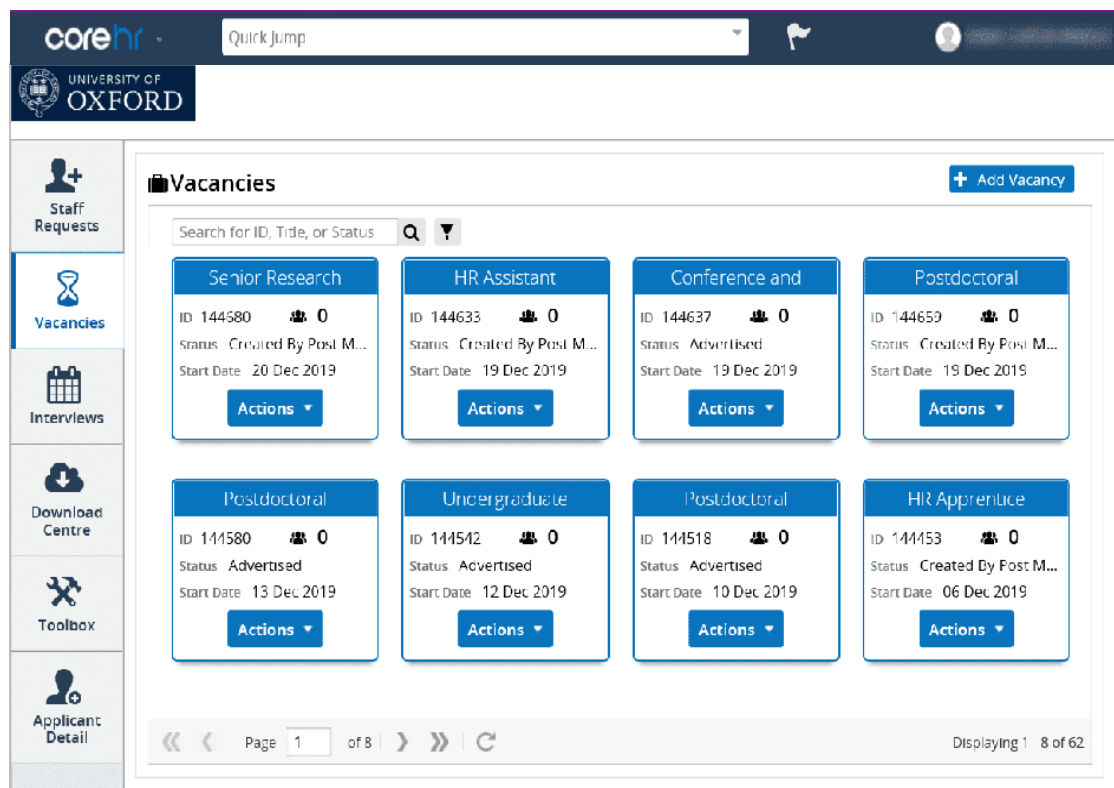 corehr
Quick Jump
UNIVERSITY OF
OXFORD
Staff
Requests
Vacancies
Interviews
Download
Centre
Toolbox
Applicant
Detail
Vacancies
+ Add Vacancy
Search for ID, Title, or Status
Senior Research
ID 144680 0
Status Created By Post M...
Start Date 20 Dec 2019
Actions
HR Assistant
ID 144633 0
Status Created By Post M...
Start Date 19 Dec 2019
Actions
Conference and
ID 144637 0
Status Advertised
Start Date 19 Dec 2019
Actions
Postdoctoral
ID 144659 0
Status Created By Post M...
Start Date 19 Dec 2019
Actions
Postdoctoral
ID 144580 0
Status Advertised
Start Date 13 Dec 2019
Actions
Undergraduate
ID 144542 0
Status Advertised
Start Date 12 Dec 2019
Actions
Postdoctoral
ID 144518 0
Status Advertised
Start Date 10 Dec 2019
Actions
HR Apprentice
ID 144453 0
Status Created By Post M...
Start Date 06 Dec 2019
Actions
Page 1 of 8
Displaying 1 8 of 62